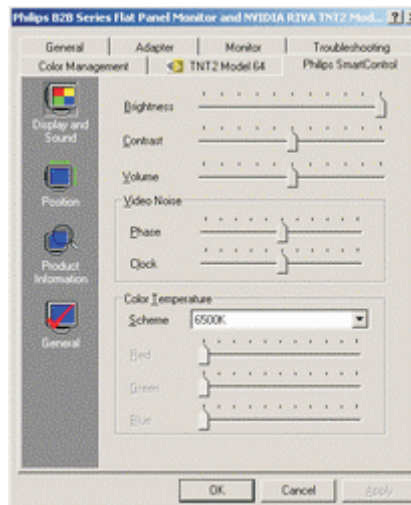 Philips B2B Series Flat Panel Monitor and NVIDIA RIVA TNT2 Mod... ? X
General Adapter Monitor Troubleshooting
Color Management TNT2 Model 64 Philips SmartControl
Display and Sound
Position
Product Information
General
Brightness
Contrast
Volume
Video Noise
Phase
Clock
Color Temperature
Scheme 6500K
Red
Green
Blue
OK Cancel Apply